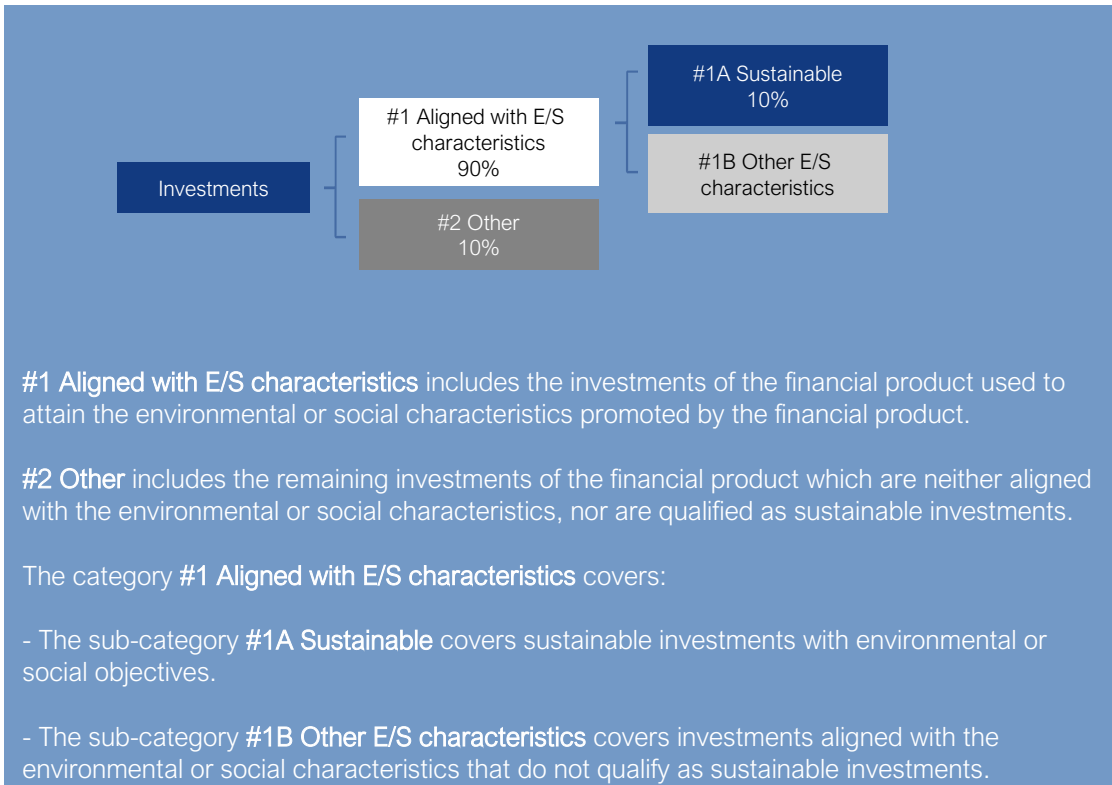 #1A Sustainable
10%
#1 Aligned with E/S
characteristics
90%
#1B Other E/S
characteristics
Investments
#2 Other
10%
#1 Aligned with E/S characteristics includes the investments of the financial product used to
attain the environmental or social characteristics promoted by the financial product.
#2 Other includes the remaining investments of the financial product which are neither aligned
with the environmental or social characteristics, nor are qualified as sustainable investments.
The category #1 Aligned with E/S characteristics covers:
- The sub-category #1A Sustainable covers sustainable investments with environmental or
social objectives.
- The sub-category #1B Other E/S characteristics covers investments aligned with the
environmental or social characteristics that do not qualify as sustainable investments.